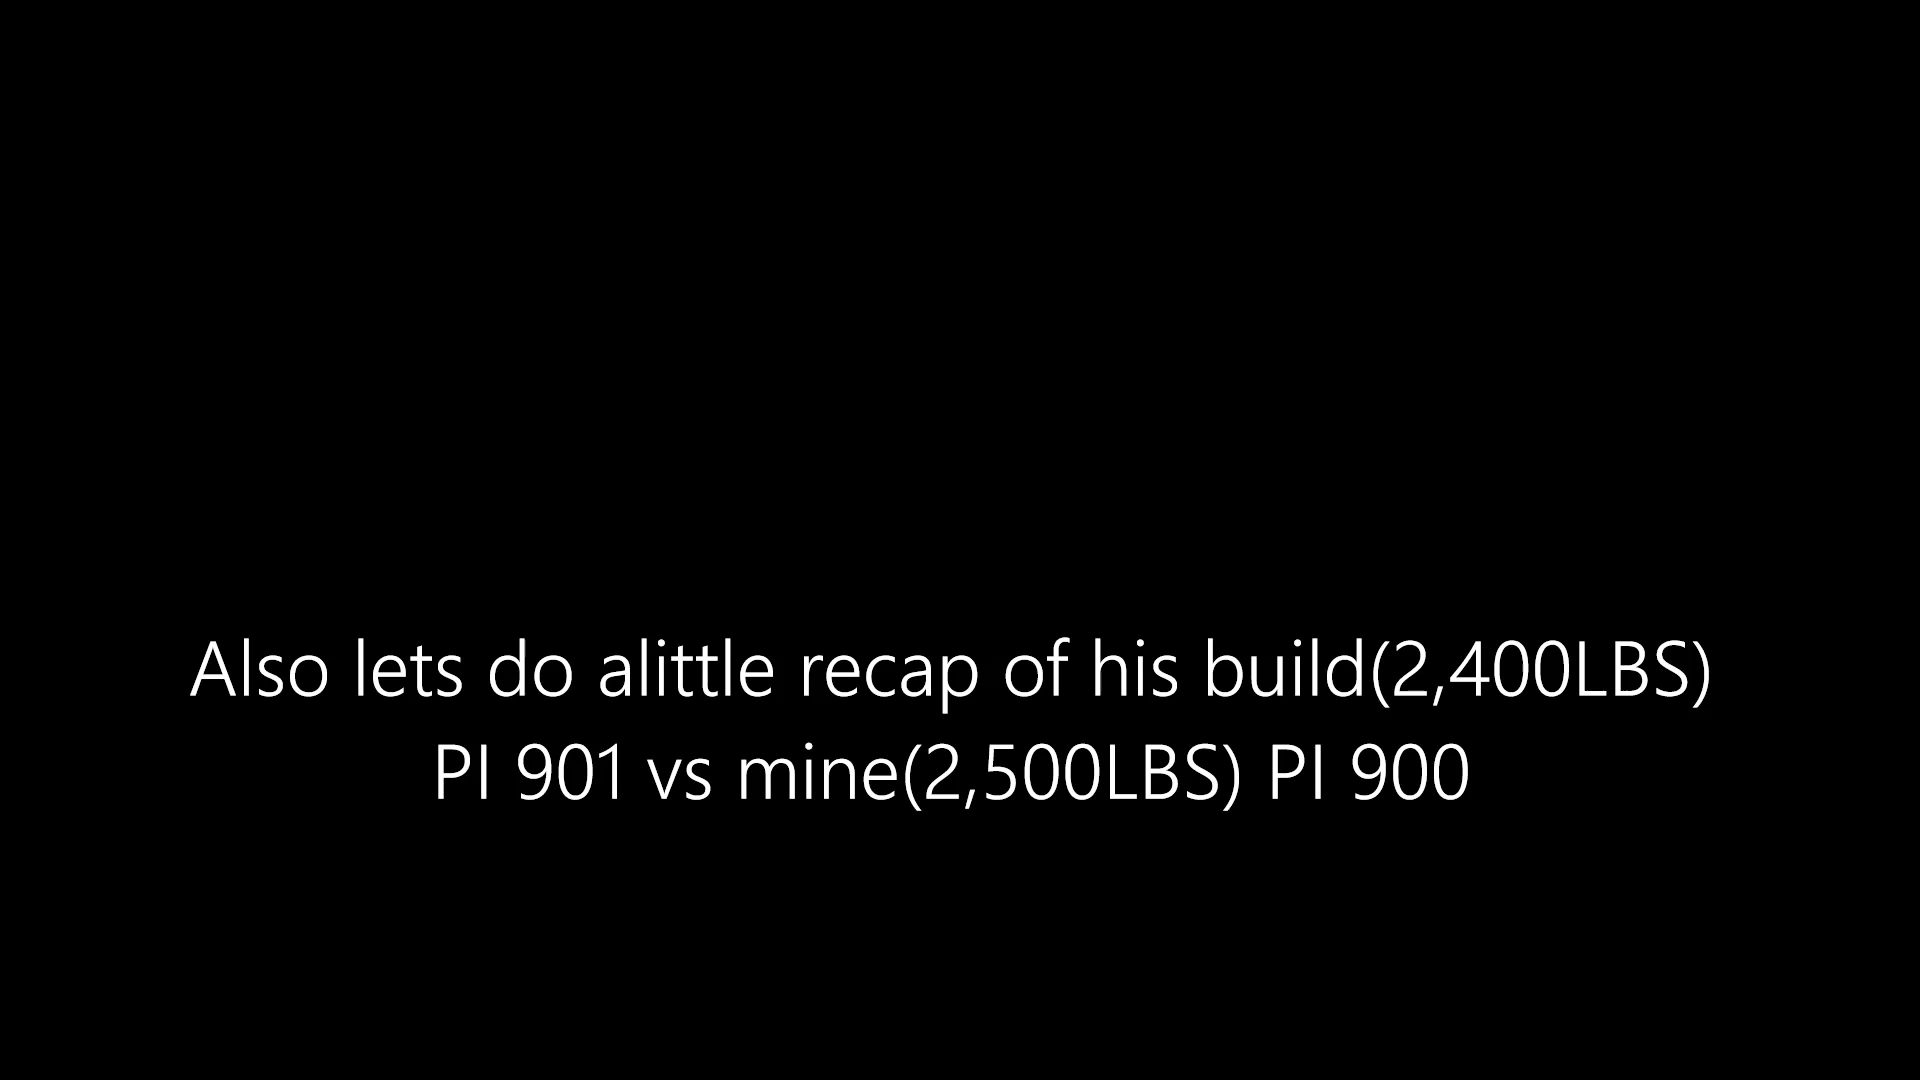 Also lets do alittle recap of his build(2,400LBS)
PI 901 vs mine(2,500LBS) PI 900